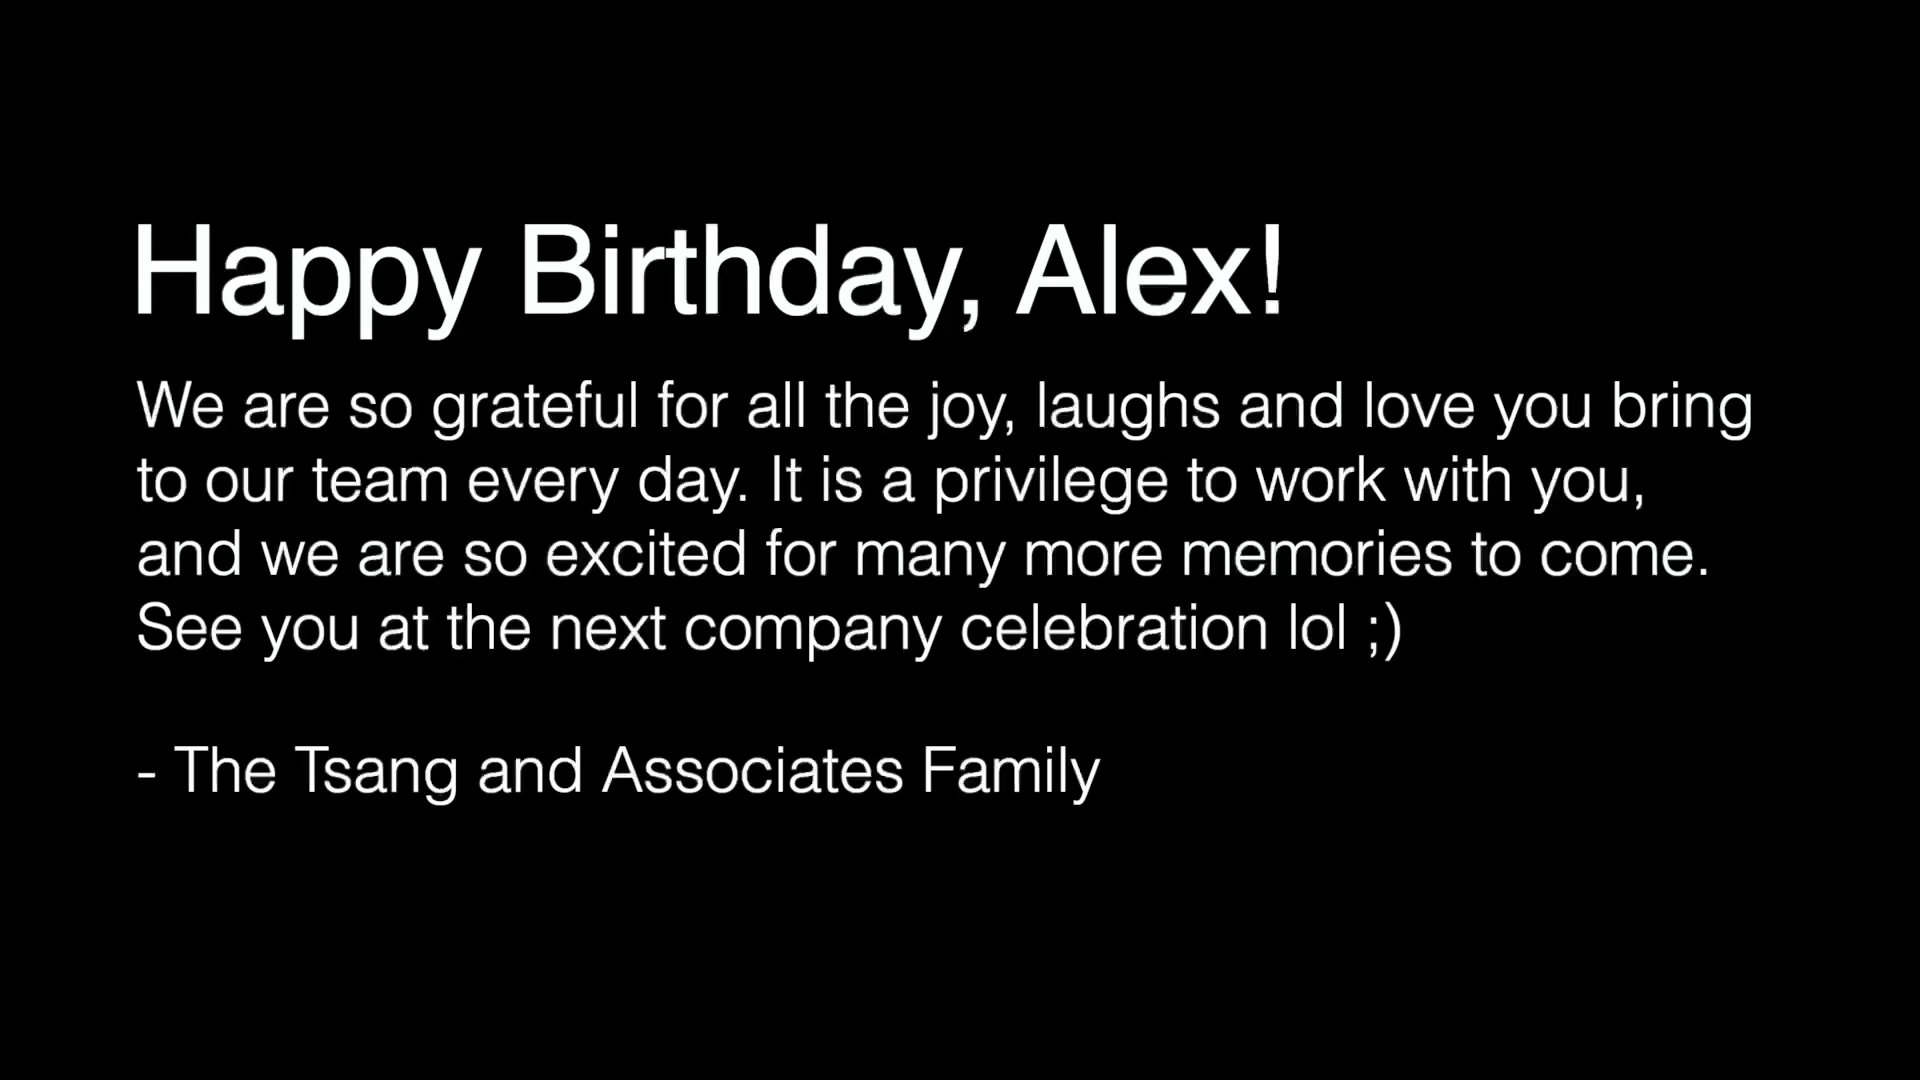 Happy Birthday, Alex!
We are so grateful for all the joy, laughs and love you bring
to our team every day. It is a privilege to work with you,
and we are so excited for many more memories to come.
See you at the next company celebration lol ;)
- The Tsang and Associates Family